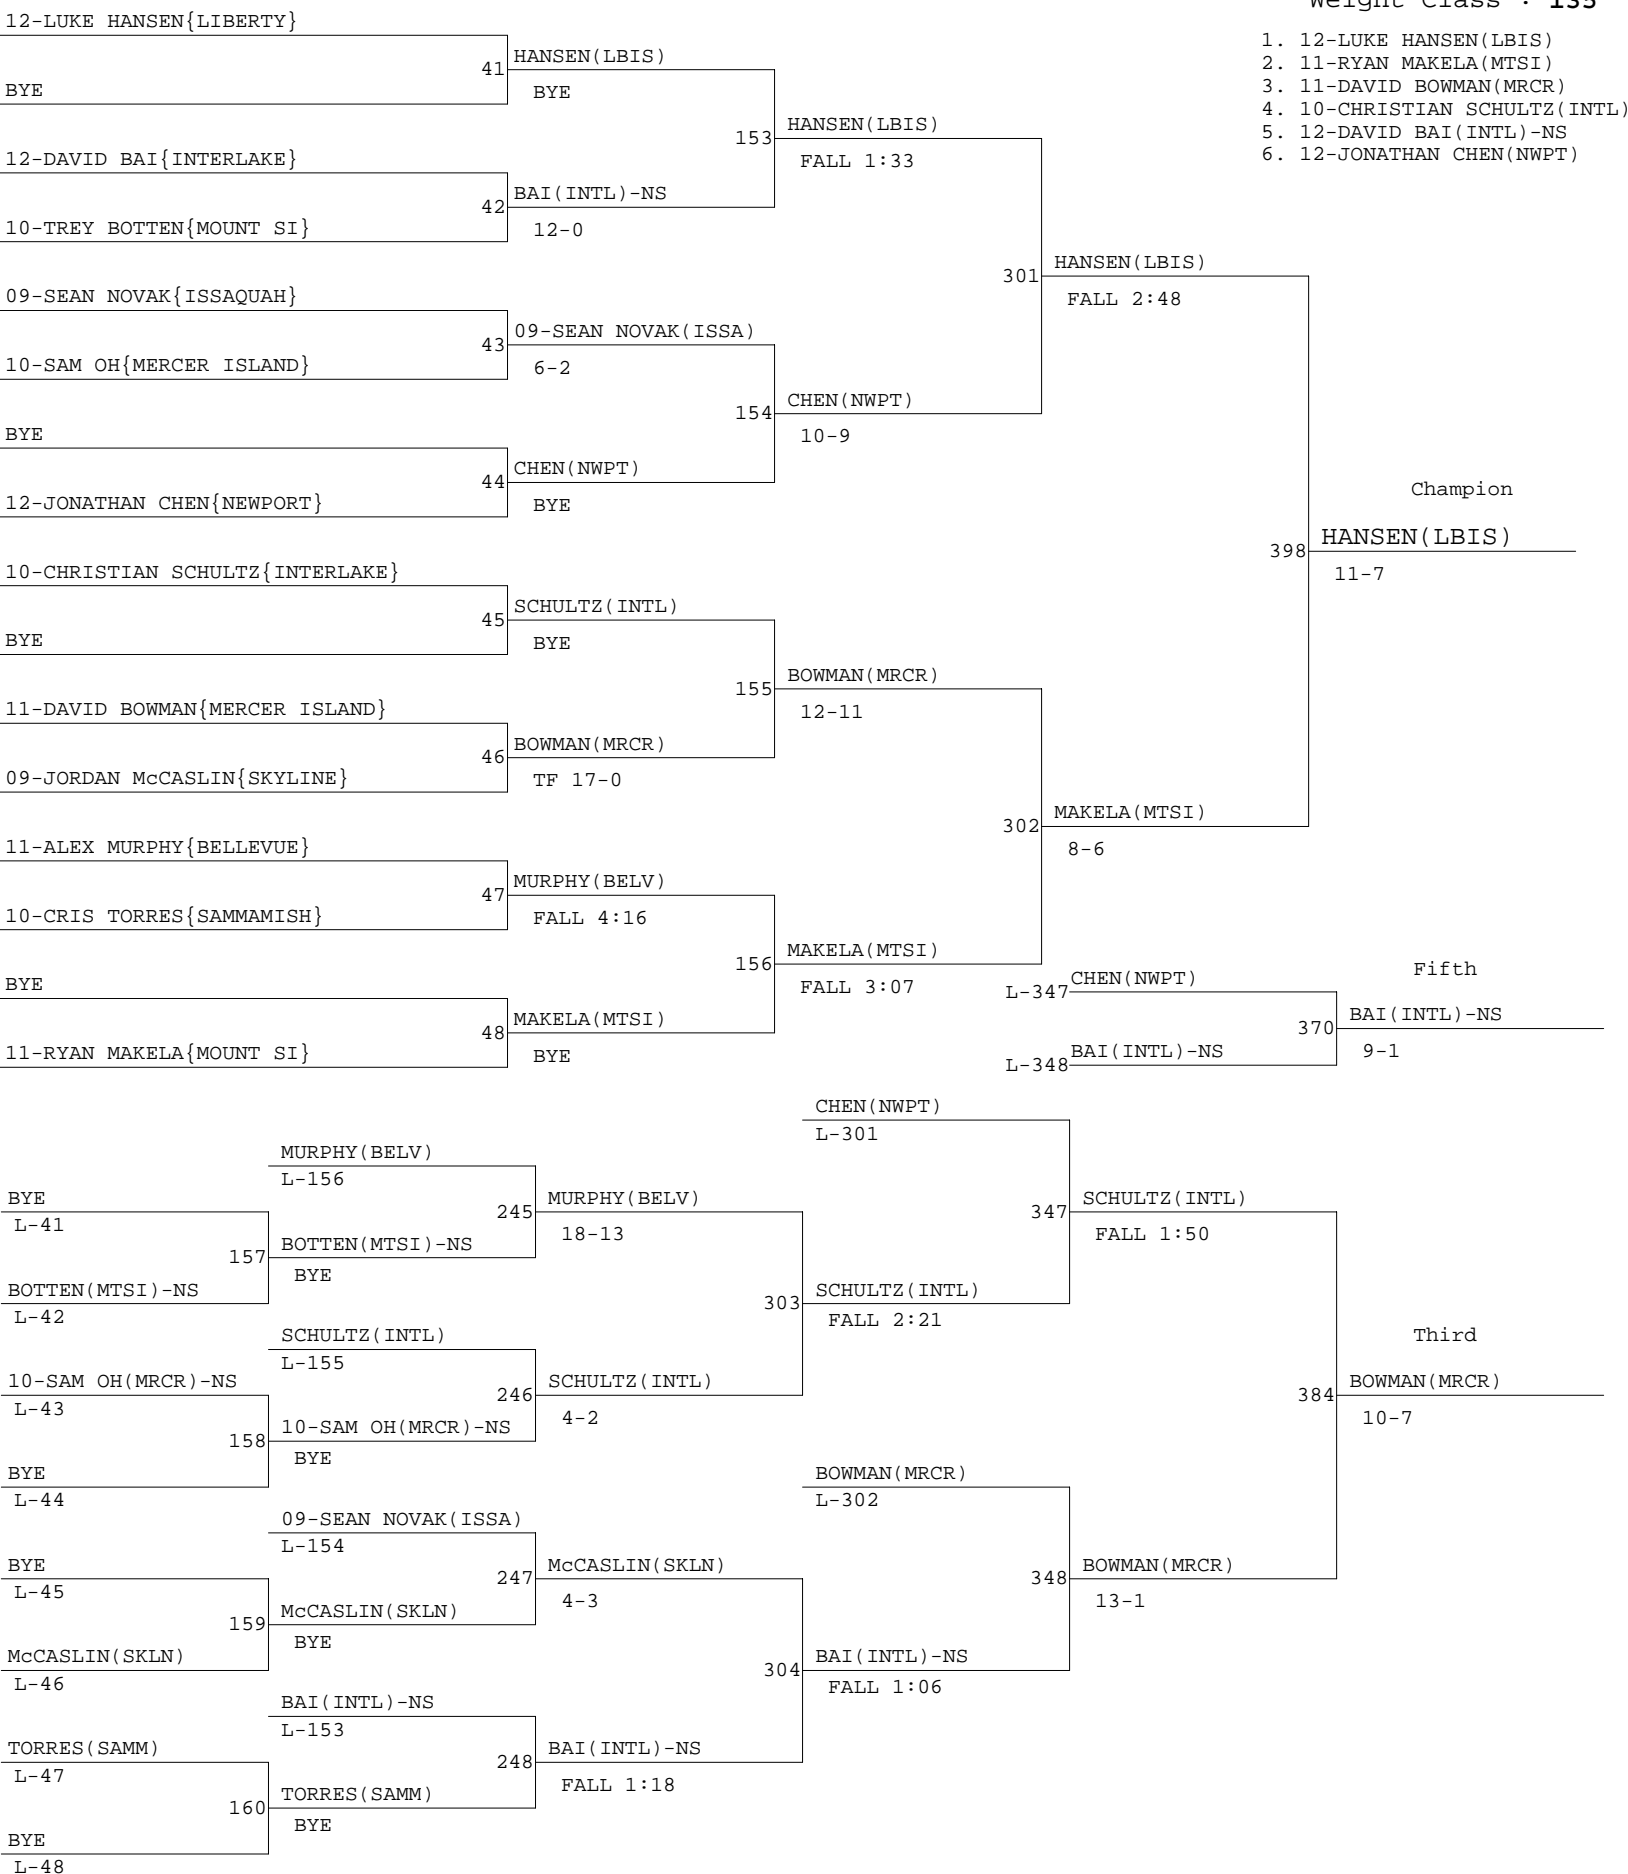 Weight Class : 135
1. 12-LUKE HANSEN(LBIS)
2. 11-RYAN MAKELA(MTSI)
3. 11-DAVID BOWMAN(MRCR)
4. 10-CHRISTIAN SCHULTZ(INTL)
5. 12-DAVID BAI(INTL)-NS
6. 12-JONATHAN CHEN(NWPT)
12-LUKE HANSEN{LIBERTY}
BYE
12-DAVID BAI{INTERLAKE}
10-TREY BOTTEN{MOUNT SI}
09-SEAN NOVAK{ISSAQUAH}
10-SAM OH{MERCER ISLAND}
BYE
12-JONATHAN CHEN{NEWPORT}
10-CHRISTIAN SCHULTZ{INTERLAKE}
BYE
11-DAVID BOWMAN{MERCER ISLAND}
09-JORDAN McCASLIN{SKYLINE}
11-ALEX MURPHY{BELLEVUE}
10-CRIS TORRES{SAMMAMISH}
BYE
11-RYAN MAKELA{MOUNT SI}
41
HANSEN(LBIS)
BYE
42
BAI(INTL)-NS
12-0
43
09-SEAN NOVAK(ISSA)
6-2
44
CHEN(NWPT)
BYE
45
SCHULTZ(INTL)
BYE
46
BOWMAN(MRCR)
TF 17-0
47
MURPHY(BELV)
FALL 4:16
48
MAKELA(MTSI)
BYE
153
HANSEN(LBIS)
FALL 1:33
154
CHEN(NWPT)
10-9
155
BOWMAN(MRCR)
12-11
156
MAKELA(MTSI)
FALL 3:07
301
HANSEN(LBIS)
FALL 2:48
302
MAKELA(MTSI)
8-6
Champion
398
HANSEN(LBIS)
11-7
Fifth
L-347
CHEN(NWPT)
L-348
BAI(INTL)-NS
370
BAI(INTL)-NS
9-1
BYE
L-41
BOTTEN(MTSI)-NS
L-42
10-SAM OH(MRCR)-NS
L-43
BYE
L-44
BYE
L-45
McCASLIN(SKLN)
L-46
TORRES(SAMM)
L-47
BYE
L-48
MURPHY(BELV)
L-156
157
BOTTEN(MTSI)-NS
BYE
SCHULTZ(INTL)
L-155
158
10-SAM OH(MRCR)-NS
BYE
09-SEAN NOVAK(ISSA)
L-154
159
McCASLIN(SKLN)
BYE
BAI(INTL)-NS
L-153
160
TORRES(SAMM)
BYE
245
MURPHY(BELV)
18-13
246
SCHULTZ(INTL)
4-2
247
McCASLIN(SKLN)
4-3
248
BAI(INTL)-NS
FALL 1:18
CHEN(NWPT)
L-301
303
SCHULTZ(INTL)
FALL 2:21
BOWMAN(MRCR)
L-302
304
BAI(INTL)-NS
FALL 1:06
347
SCHULTZ(INTL)
FALL 1:50
348
BOWMAN(MRCR)
13-1
Third
384
BOWMAN(MRCR)
10-7